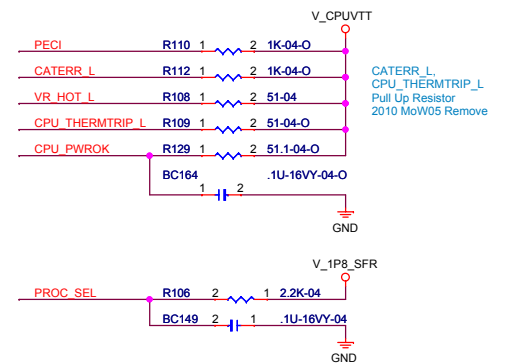 V_CPUVTT
PECI R110 1 2 1K-04-O
CATERR_L R112 1 2 1K-04-O
VR_HOT_L R108 1 2 51-04
CPU_THERMTRIP_L R109 1 2 51-04-O
CPU_PWROK R129 1 2 51.1-04-O
BC164 .1U-16VY-04-O
1 2
GND
CATERR_L,
CPU_THERMTRIP_L
Pull Up Resistor
2010 MoW05 Remove
V_1P8_SFR
PROC_SEL R106 2 1 2.2K-04
BC149 2 1 .1U-16VY-04
GND